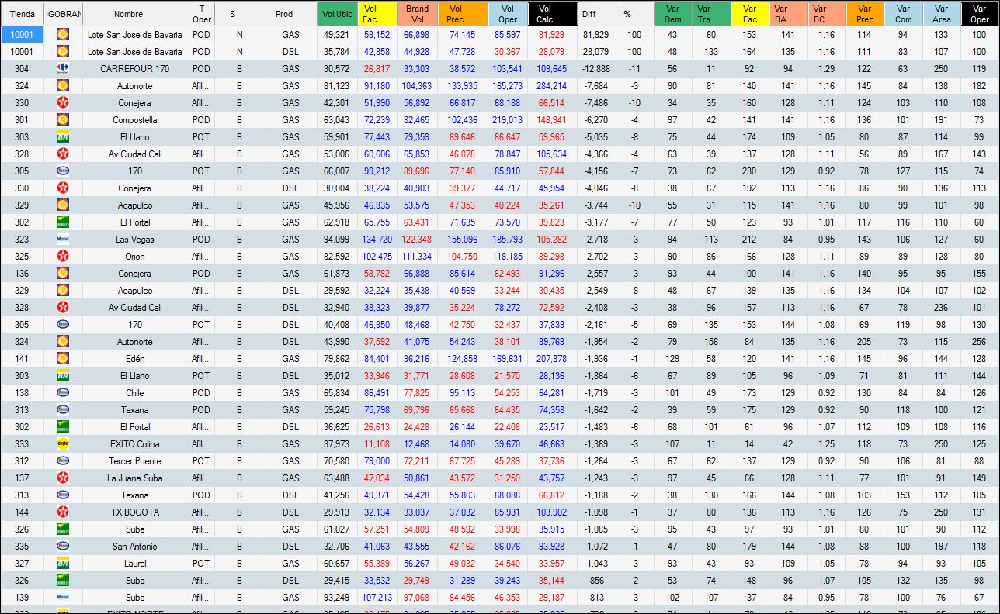 Tienda IGOBRAN Nombre T Oper S Prod Vol Ubic Vol Fac Brand Vol Vol Prec Vol Oper Vol Calc Diff % Var Dem Var Tra Var Fac Var BA Var BC Var Prec Var Com Var Area Var Oper
10001 Lote San Jose de Bavaria POD N GAS 49,321 59,152 66,898 74,145 85,597 81,929 81,929 100 43 60 153 141 1.16 114 94 133 100
10001 Lote San Jose de Bavaria POD N DSL 35,784 42,858 44,928 47,728 30,367 28,079 28,079 100 48 133 164 135 1.16 111 83 107 100
304 CARREFOUR 170 POD B GAS 30,572 26,817 33,303 38,572 103,541 109,645 -12,888 -11 56 11 92 94 1.29 122 63 250 119
324 Autonorte Afili... B GAS 81,123 91,180 104,363 133,935 165,273 284,214 -7,684 -3 90 81 140 141 1.16 145 84 138 182
330 Conejera Afili... B GAS 42,301 51,990 56,892 66,817 68,188 66,514 -7,486 -10 34 35 160 128 1.11 124 103 110 108
301 Compostella POD B GAS 63,043 72,239 82,465 102,436 219,013 148,941 -6,270 -4 97 42 141 141 1.16 136 101 191 73
303 BR El Llano POT B GAS 59,901 77,443 79,359 69,646 66,647 59,965 -5,035 -8 75 44 174 109 1.05 80 87 114 99
328 Av Ciudad Cali Afili... B GAS 53,006 60,606 65,853 46,078 78,847 105,634 -4,366 -4 63 39 137 128 1.11 56 89 167 143
305 Esso 170 POT B GAS 66,007 99,212 89,696 77,140 85,910 57,844 -4,156 -7 73 62 230 129 0.92 78 127 115 74
330 Conejera Afili... B DSL 30,004 38,224 40,903 39,377 44,717 45,954 -4,046 -8 38 67 192 113 1.16 86 90 136 113
329 Acapulco Afili... B GAS 45,956 46,835 53,575 47,353 40,224 35,261 -3,744 -10 55 31 115 141 1.16 80 99 101 98
302 El Portal Afili... B GAS 62,918 65,755 63,431 71,635 73,570 39,823 -3,177 -7 77 50 123 93 1.01 117 116 110 60
323 Mobil Las Vegas POD B GAS 94,099 134,720 122,348 155,096 185,793 105,282 -2,718 -3 94 113 212 84 0.95 143 106 127 60
325 Orion Afili... B GAS 82,592 102,475 111,334 104,750 118,185 89,298 -2,702 -3 90 86 166 128 1.11 89 89 128 80
136 Conejera POD B GAS 61,873 58,782 66,888 85,614 62,493 91,296 -2,557 -3 93 44 100 141 1.16 140 95 95 155
329 Acapulco Afili... B DSL 29,592 32,224 35,438 40,569 33,244 30,435 -2,549 -8 48 67 139 135 1.16 134 104 107 102
328 Av Ciudad Cali Afili... B DSL 32,940 38,323 39,877 35,224 78,272 72,592 -2,408 -3 38 96 157 113 1.16 67 78 236 101
305 Esso 170 POT B DSL 40,408 46,950 48,468 42,750 32,437 37,839 -2,161 -5 69 135 153 144 1.08 69 119 98 130
324 Autonorte Afili... B DSL 43,990 37,592 41,075 54,243 38,101 89,769 -1,954 -2 79 156 84 135 1.16 205 73 115 256
141 Edén Afili... B GAS 79,862 84,401 96,216 124,858 169,631 207,878 -1,936 -1 129 58 120 141 1.16 145 96 144 128
303 BR El Llano POT B DSL 35,012 33,946 31,771 28,608 21,570 28,136 -1,864 -6 67 89 105 96 1.09 71 81 111 144
138 Esso Chile POD B GAS 65,834 86,491 77,825 95,113 54,253 64,281 -1,719 -3 101 49 173 129 0.92 130 84 84 126
313 Esso Texana POD B GAS 59,245 75,798 69,796 65,668 64,435 74,358 -1,642 -2 39 59 175 129 0.92 90 118 100 121
302 El Portal Afili... B DSL 36,625 26,613 24,428 26,144 22,408 23,517 -1,483 -6 68 101 61 96 1.07 112 109 108 116
333 éxito EXITO Colina Afili... B GAS 37,973 11,108 12,468 14,080 39,670 46,663 -1,369 -3 107 11 14 42 1.25 118 73 250 125
312 Esso Tercer Puente POT B GAS 70,580 79,000 72,211 67,725 45,289 37,736 -1,264 -3 67 62 137 129 0.92 90 106 81 88
137 La Juana Suba Afili... B GAS 63,488 47,034 50,861 43,572 31,250 43,757 -1,243 -3 97 45 66 128 1.11 77 101 91 149
313 Esso Texana POD B DSL 41,256 49,371 54,428 55,803 68,088 66,812 -1,188 -2 38 130 166 144 1.08 103 153 112 105
144 TX BOGOTA Afili... B DSL 29,913 32,134 33,037 37,032 85,931 103,902 -1,098 -1 37 80 136 113 1.16 126 75 250 131
326 Suba Afili... B GAS 61,027 57,251 54,809 48,592 33,998 35,915 -1,085 -3 95 43 97 93 1.01 80 101 90 112
335 Esso San Antonio Afili... B DSL 32,706 41,063 43,555 42,162 86,076 93,928 -1,072 -1 47 80 179 144 1.08 88 100 197 118
327 BR Laurel POT B GAS 60,657 55,389 56,267 49,032 34,540 33,957 -1,043 -3 93 43 93 109 1.05 78 94 93 105
326 Suba Afili... B DSL 29,415 33,532 29,749 31,289 39,243 35,144 -856 -2 53 74 148 96 1.07 105 132 135 98
139 Mobil Suba Afili... B GAS 93,249 107,213 97,068 84,456 46,353 29,187 -813 -3 102 107 137 84 0.95 78 100 76 67